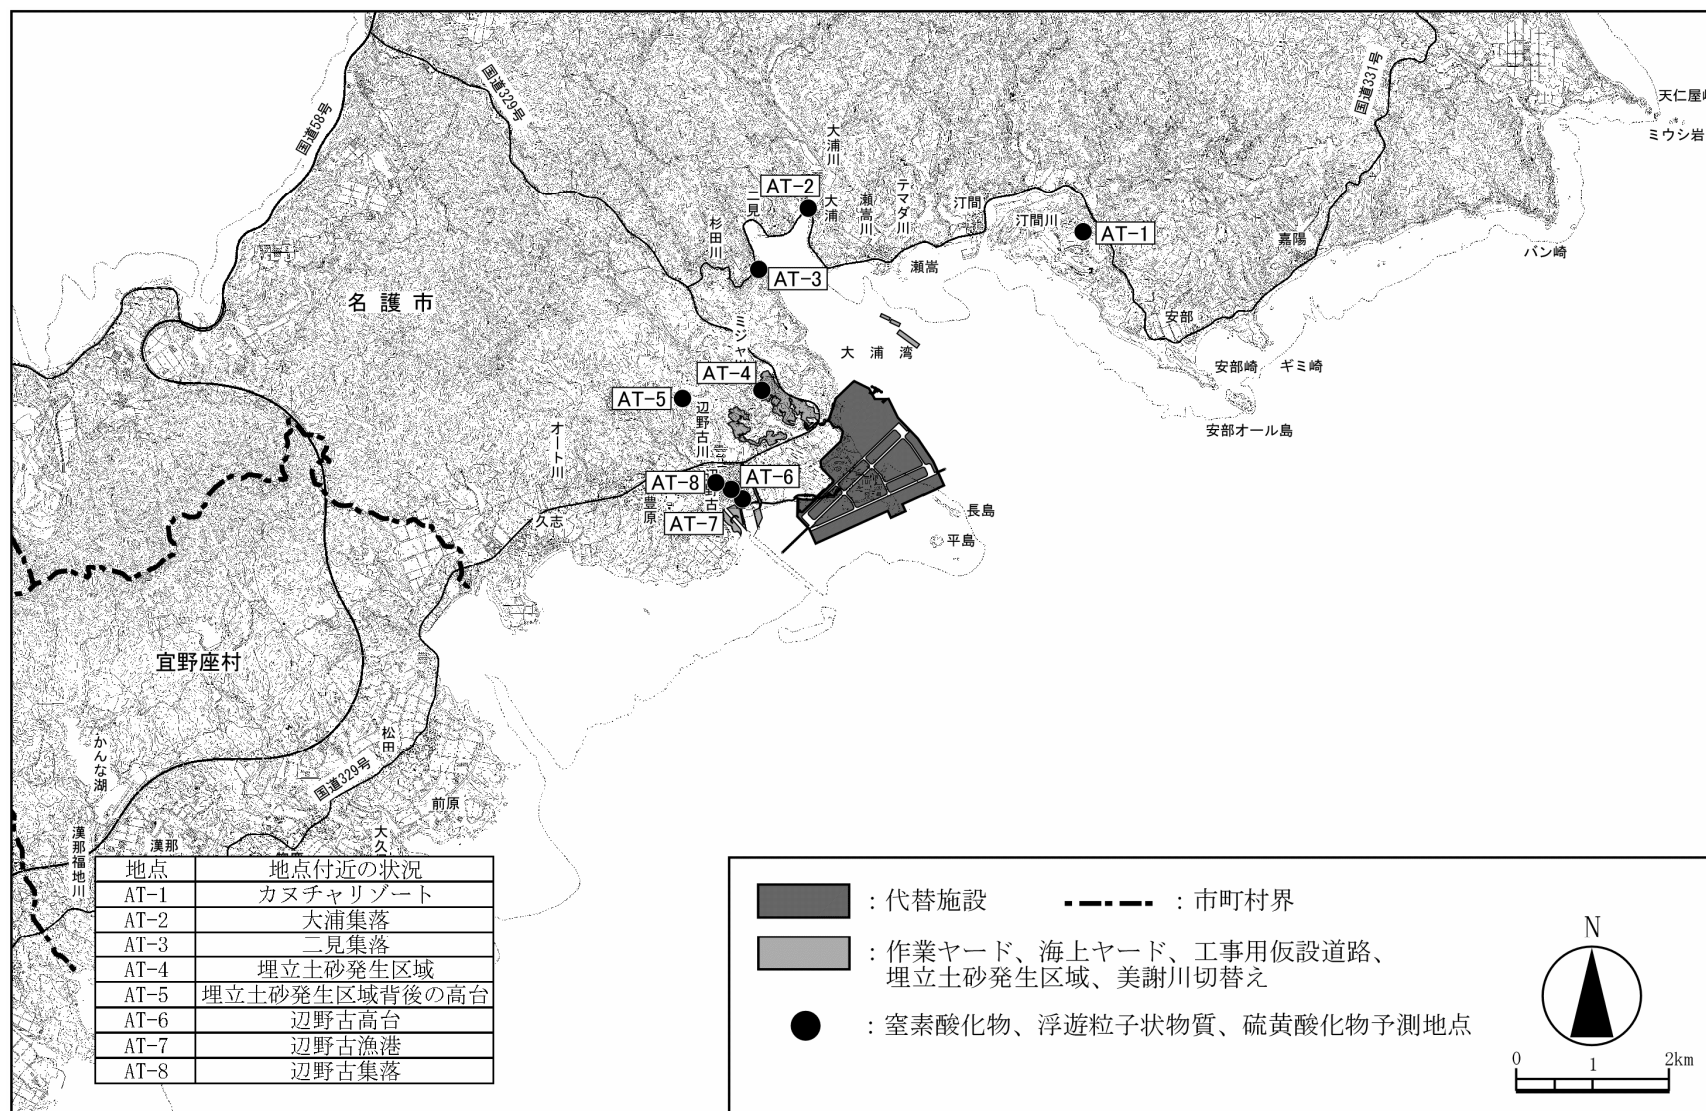 国道58号
国道329号
国道331号
天仁屋崎
ミウシ岩
大浦川
AT-2
二見
大浦
瀬嵩川
テマダ川
汀間
汀間川
AT-1
嘉陽
バン崎
杉田川
AT-3
瀬嵩
名護市
安部
大浦湾
安部崎
ギミ崎
安部オール島
AT-4
AT-5
辺野古川
オート川
AT-8
AT-6
辺野古
豊原
AT-7
久志
長島
平島
宜野座村
かんな湖
松田
国道329号
前原
漢那福地川
漢那
地点 地点付近の状況
AT-1 カヌチャリゾート
AT-2 大浦集落
AT-3 二見集落
AT-4 埋立土砂発生区域
AT-5 埋立土砂発生区域背後の高台
AT-6 辺野古高台
AT-7 辺野古漁港
AT-8 辺野古集落
：代替施設
：市町村界
：作業ヤード、海上ヤード、工事用仮設道路、
埋立土砂発生区域、美謝川切替え
：窒素酸化物、浮遊粒子状物質、硫黄酸化物予測地点
N
0 1 2km